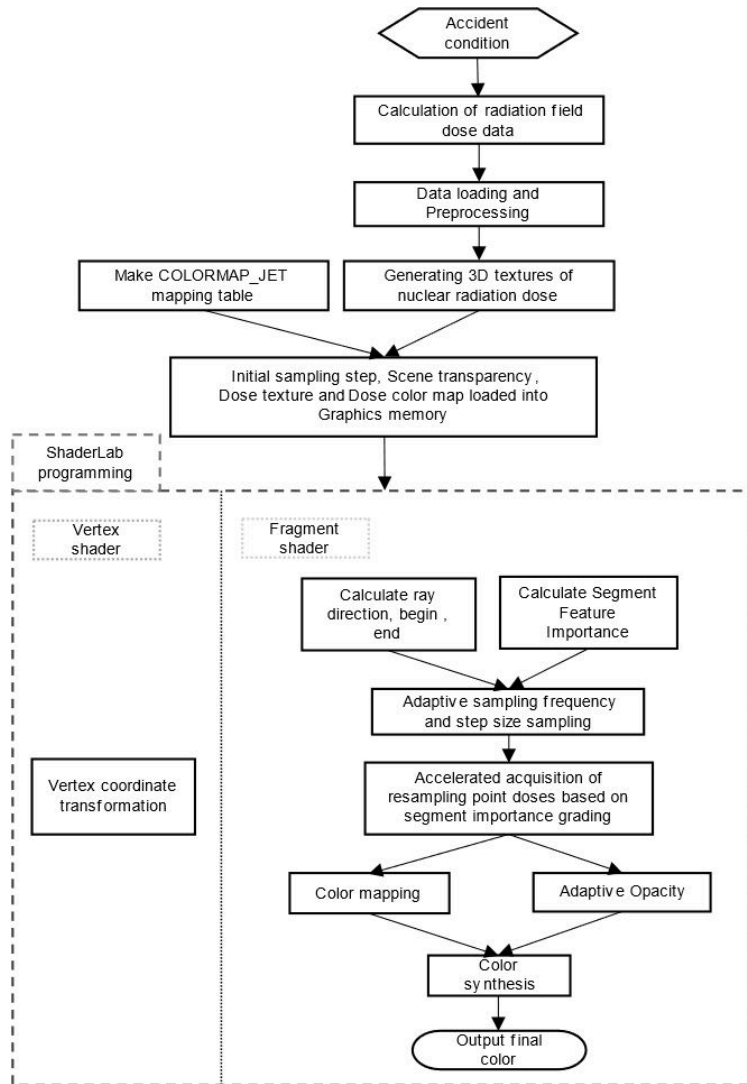 Accident
condition
Calculation of radiation field
dose data
Data loading and
Preprocessing
Make COLORMAP_JET
mapping table
Generating 3D textures of
nuclear radiation dose
Initial sampling step, Scene transparency,
Dose texture and Dose color map loaded into
Graphics memory
ShaderLab
programming
Vertex
shader
Fragment
shader
Calculate ray
direction, begin ,
end
Calculate Segment
Feature
Importance
Adaptive sampling frequency
and step size sampling
Vertex coordinate
transformation
Accelerated acquisition of
resampling point doses based on
segment importance grading
Color mapping
Adaptive Opacity
Color
synthesis
Output final
color